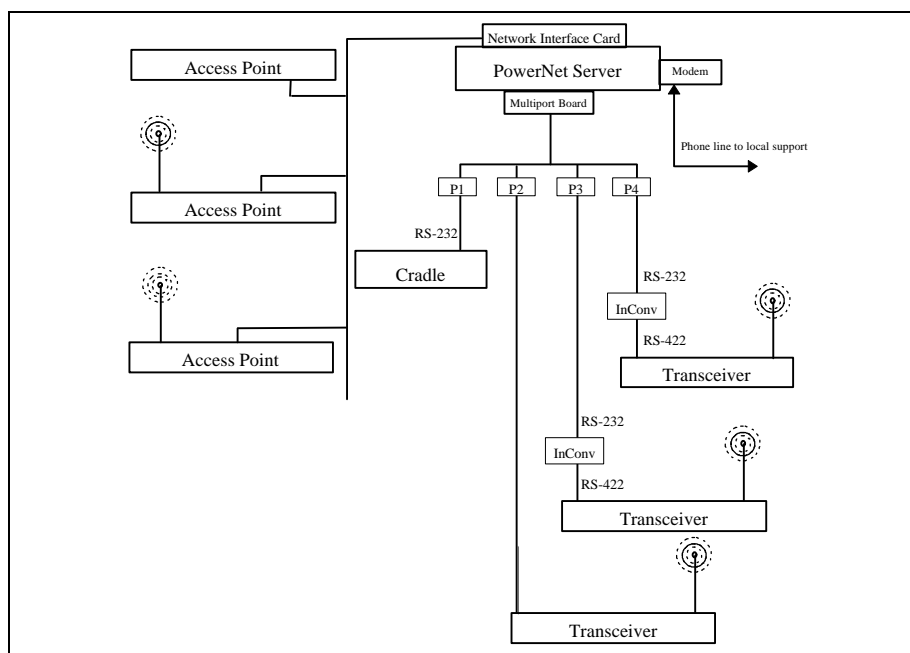 Network Interface Card
Access Point
PowerNet Server
Modem
Multiport Board
Phone line to local support
P1
P2
P3
P4
Access Point
RS-232
Cradle
RS-232
InConv
RS-422
Access Point
Transceiver
RS-232
InConv
RS-422
Transceiver
Transceiver